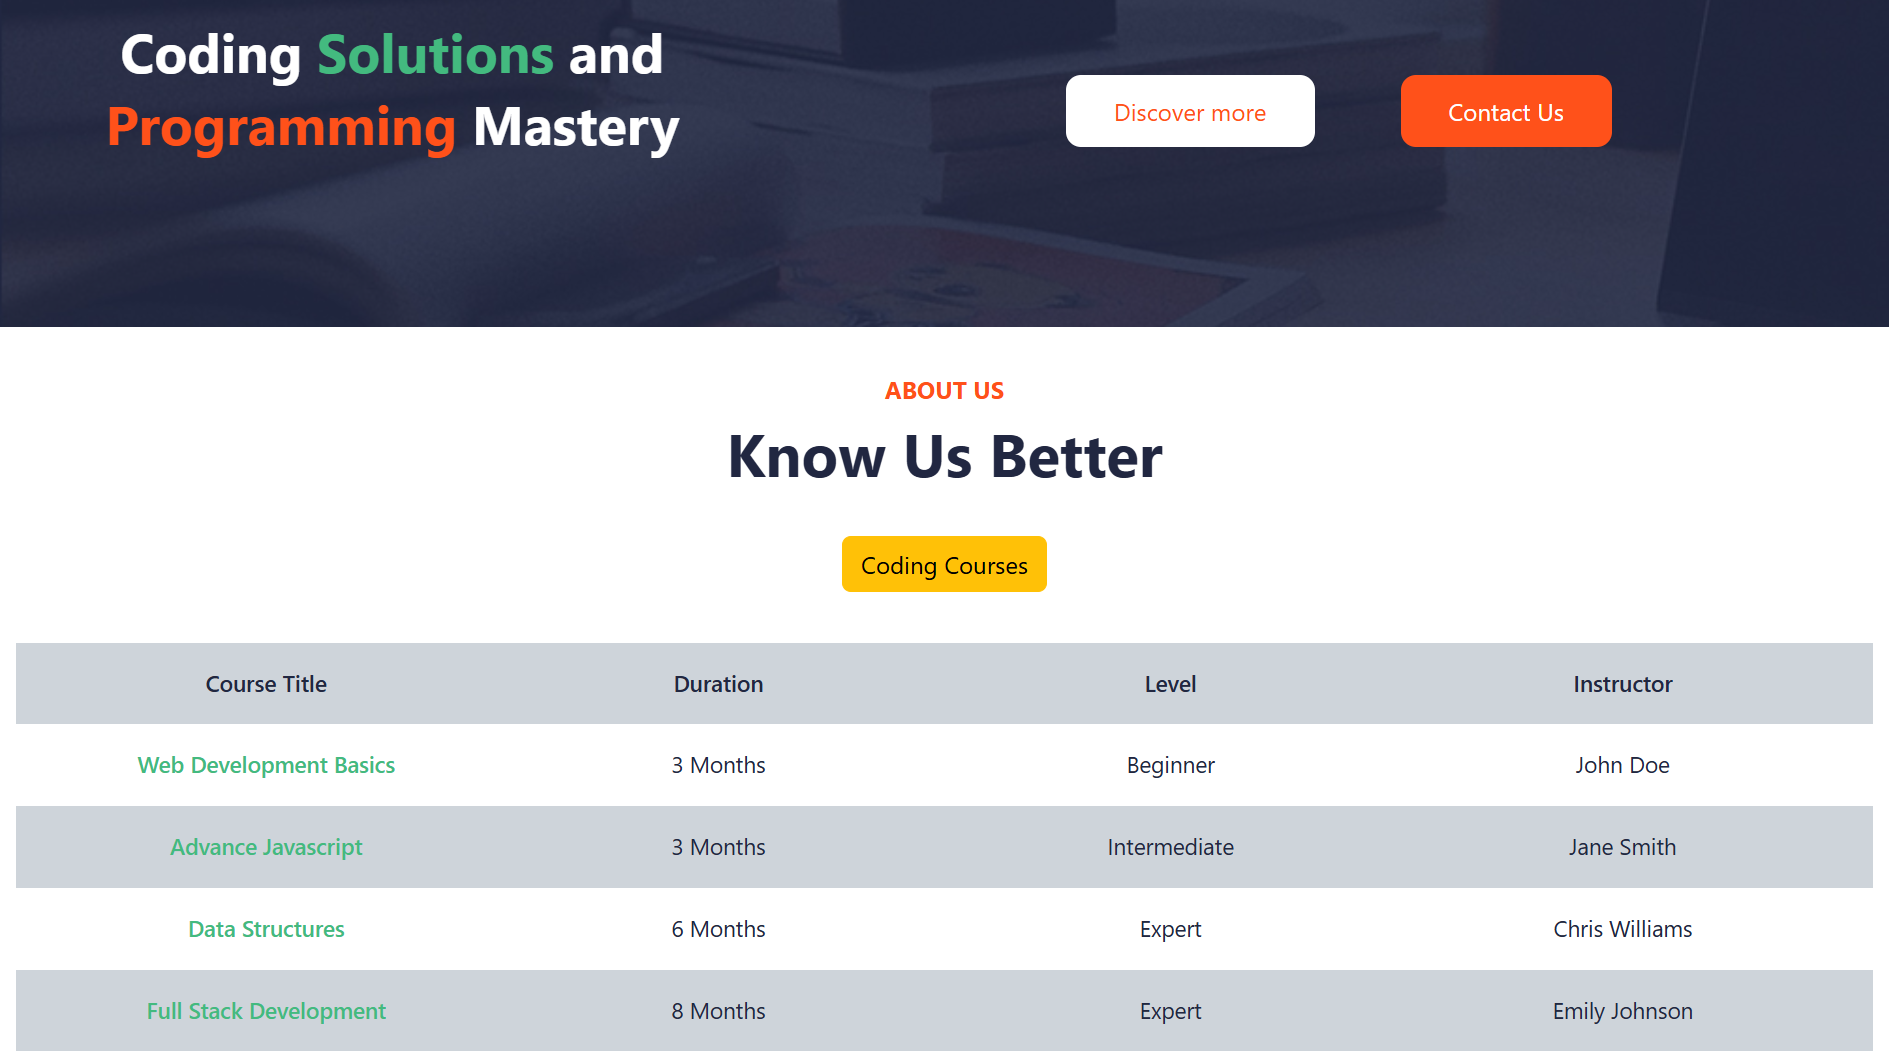 Coding Solutions and
Programming Mastery
Discover more
Contact Us
ABOUT US
Know Us Better
Coding Courses
Course Title Duration Level Instructor
Web Development Basics 3 Months Beginner John Doe
Advance Javascript 3 Months Intermediate Jane Smith
Data Structures 6 Months Expert Chris Williams
Full Stack Development 8 Months Expert Emily Johnson